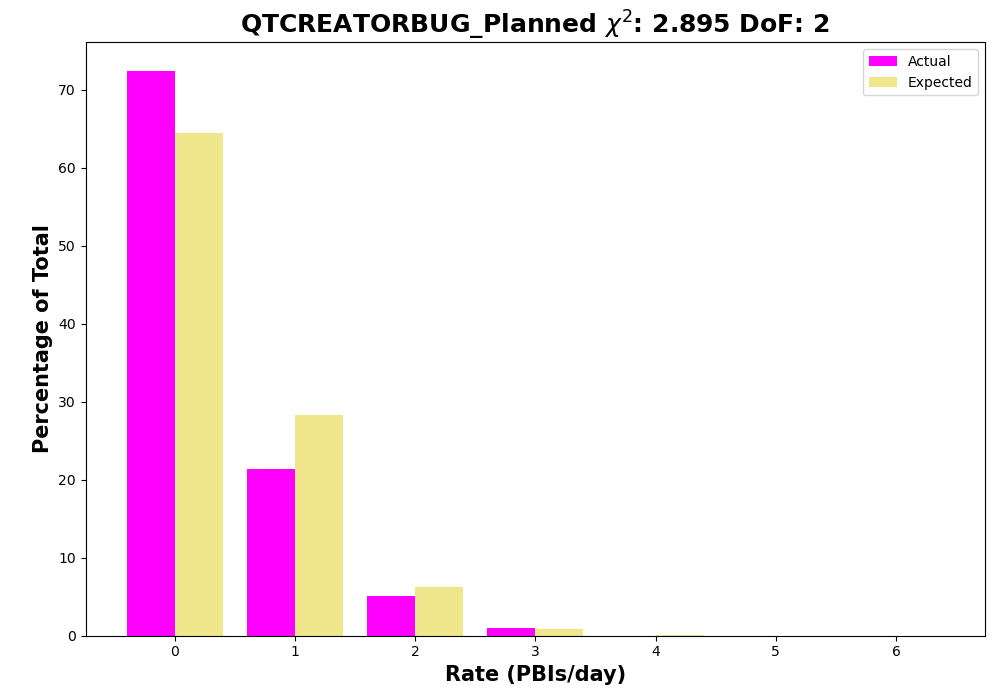 QTCREATORBUG_Planned χ²: 2.895 DoF: 2
Actual
Expected
Percentage of Total
70
60
50
40
30
20
10
0
0 1 2 3 4 5 6
Rate (PBIs/day)